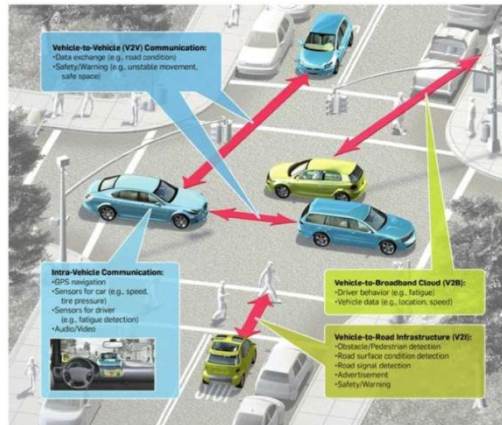 Vehicle-to-Vehicle (V2V) Communication:
•Data exchange (e.g., road condition)
•Safety/Warning (e.g., unstable movement,
safe space)
Intra-Vehicle Communication:
•GPS navigation
•Sensors for car (e.g., speed,
tire pressure)
•Sensors for driver
(e.g., fatigue detection)
•Audio/Video
Vehicle-to-Broadband Cloud (V2B):
•Driver behavior (e.g., fatigue)
•Vehicle data (e.g., location, speed)
Vehicle-to-Road Infrastructure (V2I):
•Obstacle/Pedestrian detection
•Road surface condition detection
•Road signal detection
•Advertisement
•Safety/Warning